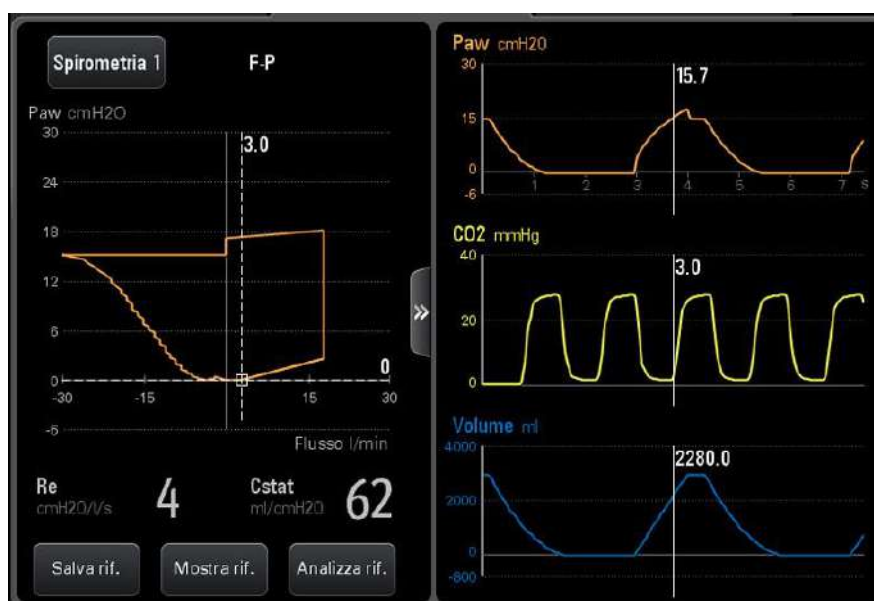 Spirometria 1
F-P
Paw cmH2O
30
3.0
24
18
12
6
0
0
-30
-15
15
30
-6
Flusso l/min
Re
cmH2O/l/s
4
Cstat
ml/cmH2O
62
Salva rif.
Mostra rif.
Analizza rif.
»
Paw cmH2O
30
15.7
15
0
-6
1
2
3
4
5
6
7
s
CO2 mmHg
40
3.0
20
0
Volume ml
4000
2280.0
2000
0
-800